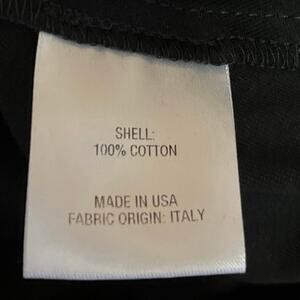 SHELL:
100% COTTON
MADE IN USA
FABRIC ORIGIN: ITALY